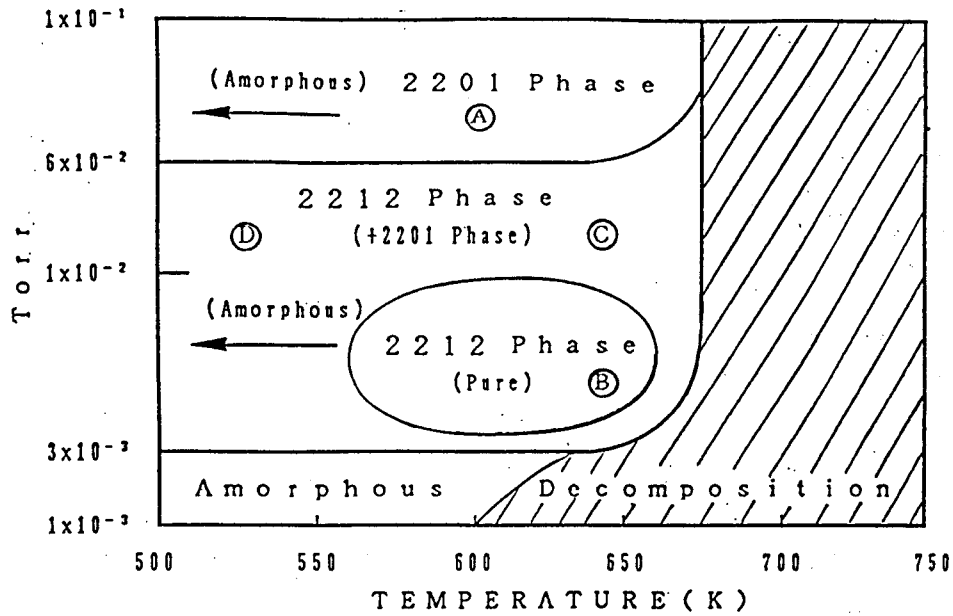 1x10⁻¹
(Amorphous) 2201 Phase
Ⓐ
6x10⁻²
2212 Phase
Ⓓ (+2201 Phase) Ⓒ
Torr
1x10⁻²
(Amorphous)
2212 Phase
(Pure) Ⓑ
3x10⁻³
Amorphous Decomposition
1x10⁻³
500 550 600 650 700 750
TEMPERATURE(K)